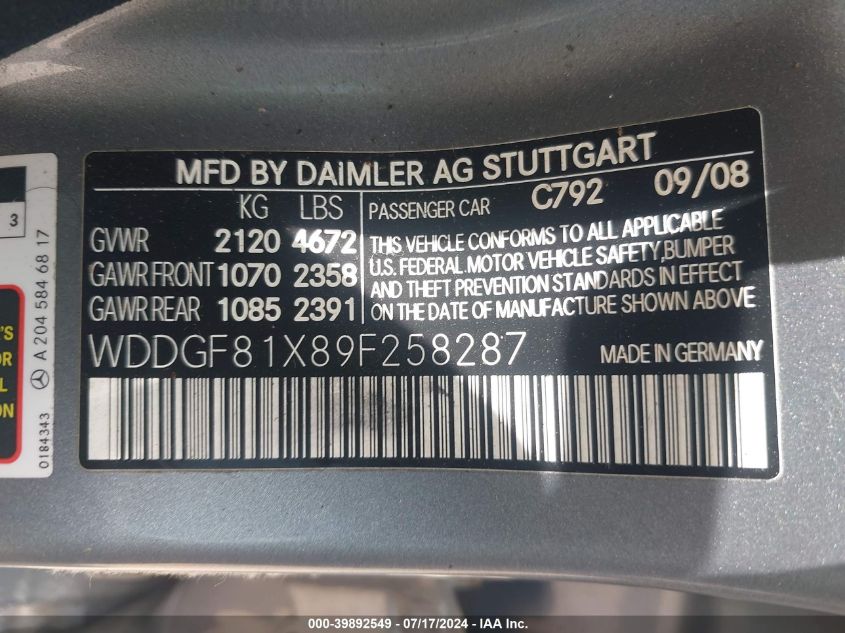 MFD BY DAIMLER AG STUTTGART
KG LBS PASSENGER CAR C792 09/08
GVWR 2120 4672
GAWR FRONT 1070 2358
GAWR REAR 1085 2391
THIS VEHICLE CONFORMS TO ALL APPLICABLE
U.S. FEDERAL MOTOR VEHICLE SAFETY,BUMPER
AND THEFT PREVENTION STANDARDS IN EFFECT
ON THE DATE OF MANUFACTURE SHOWN ABOVE
WDDGF81X89F258287 MADE IN GERMANY
3
A 204 584 68 17
0184343
'S
OR
L
ON
000-39892549 - 07/17/2024 - IAA Inc.